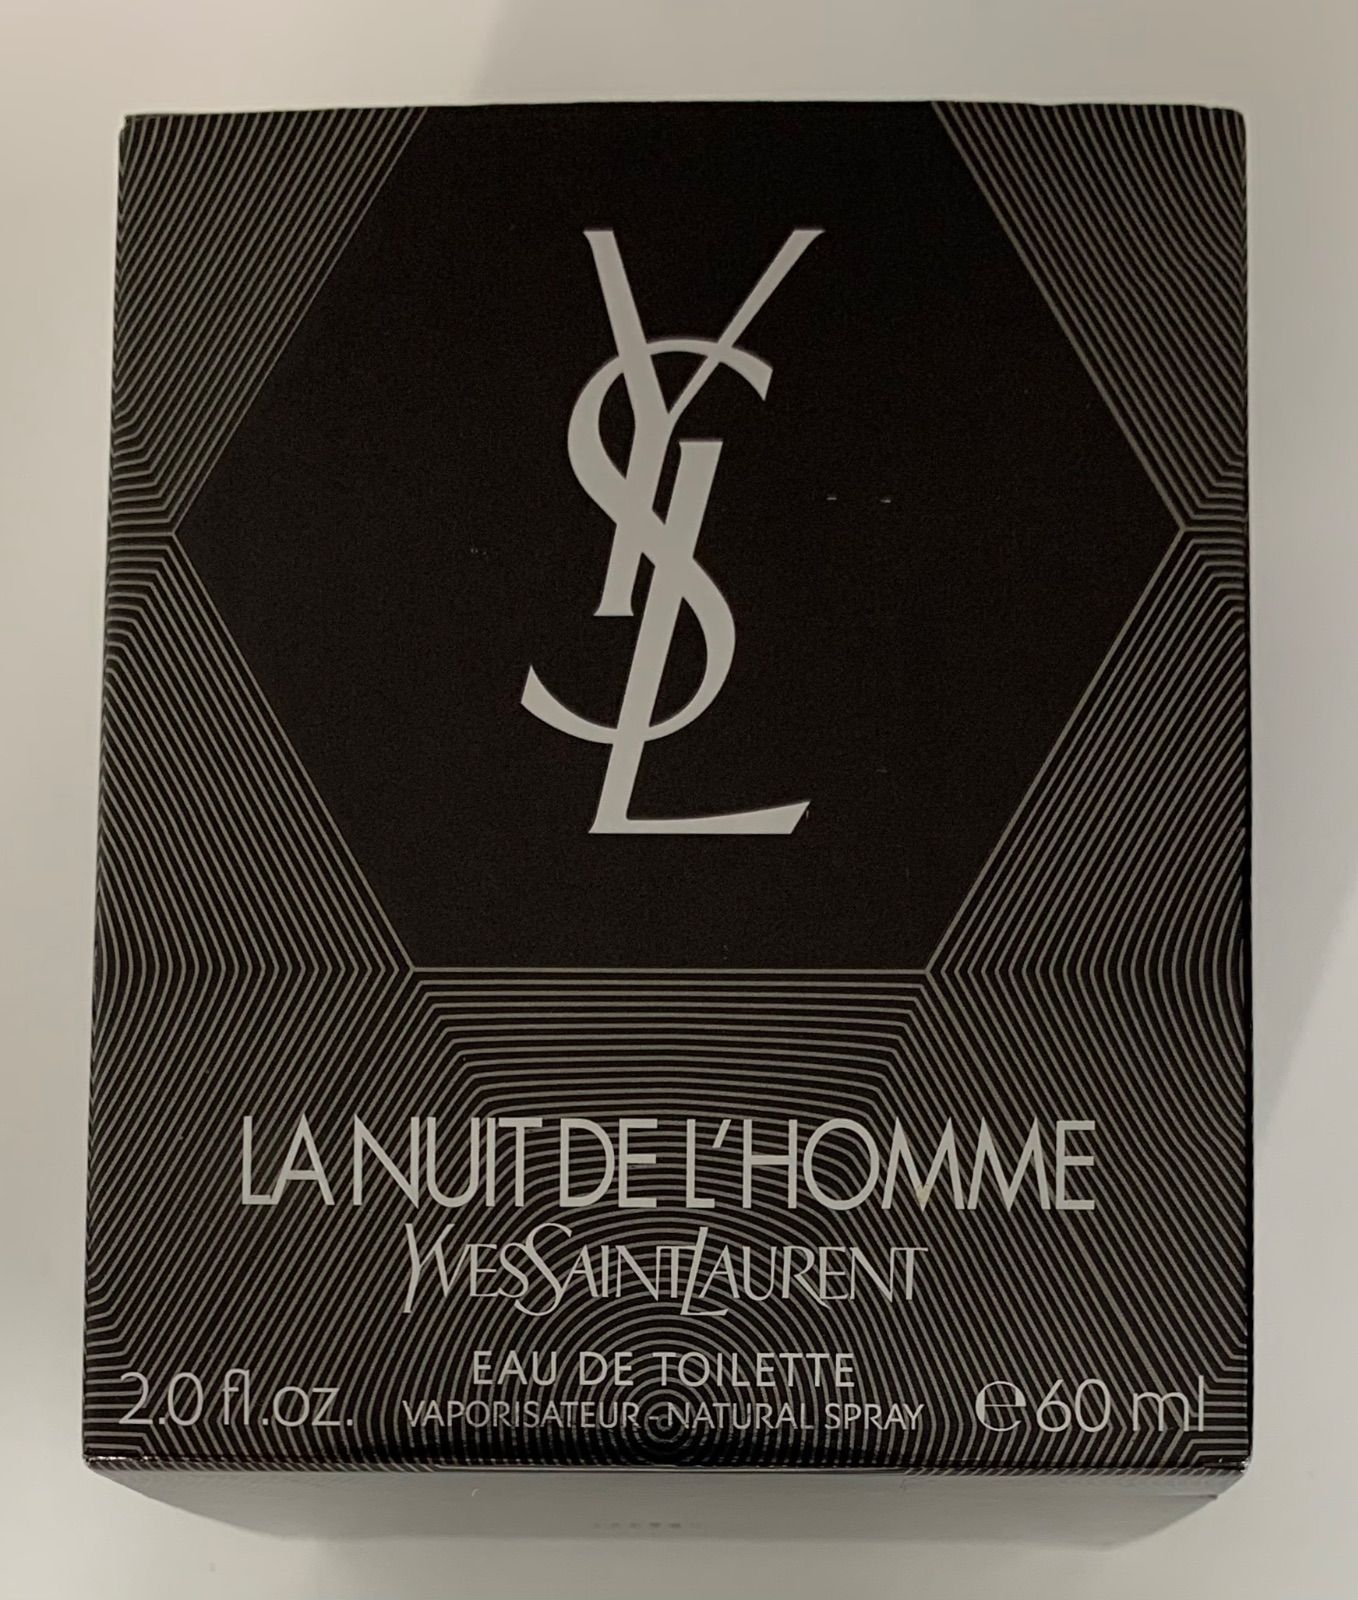 YSL
LA NUIT DE L'HOMME
YVES SAINT LAURENT
EAU DE TOILETTE
2.0 fl.oz. VAPORISATEUR - NATURAL SPRAY ℮ 60 ml